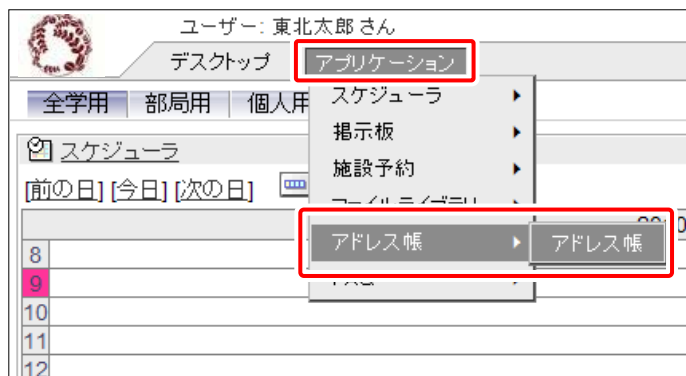 ユーザー: 東北太郎 さん
デスクトップ アプリケーション
全学用 部局用 個人用
スケジューラ
掲示板
スケジューラ
施設予約
[前の日] [今日] [次の日]
アドレス帳 アドレス帳
8
9
10
11
12